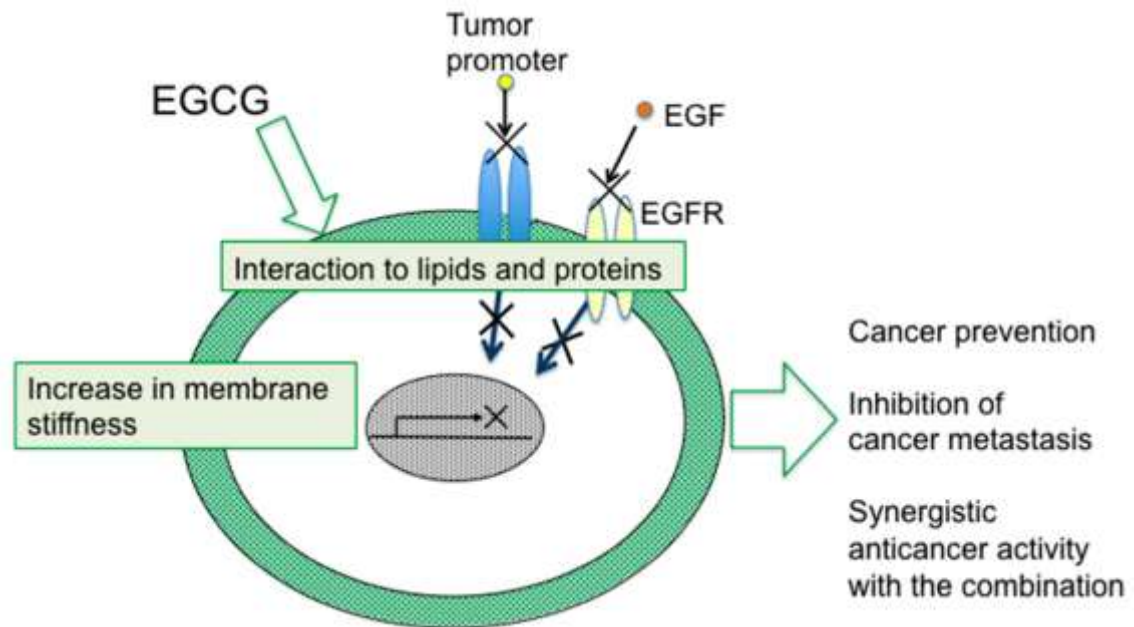 Tumor
promoter
EGCG
EGF
EGFR
Interaction to lipids and proteins
Increase in membrane
stiffness
Cancer prevention
Inhibition of
cancer metastasis
Synergistic
anticancer activity
with the combination